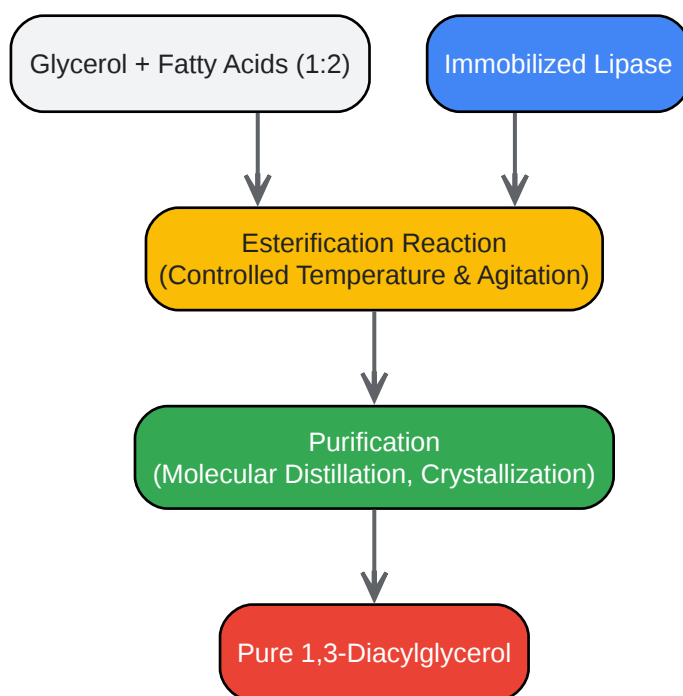 Glycerol + Fatty Acids (1:2)
Immobilized Lipase
Esterification Reaction
(Controlled Temperature & Agitation)
Purification
(Molecular Distillation, Crystallization)
Pure 1,3-Diacylglycerol